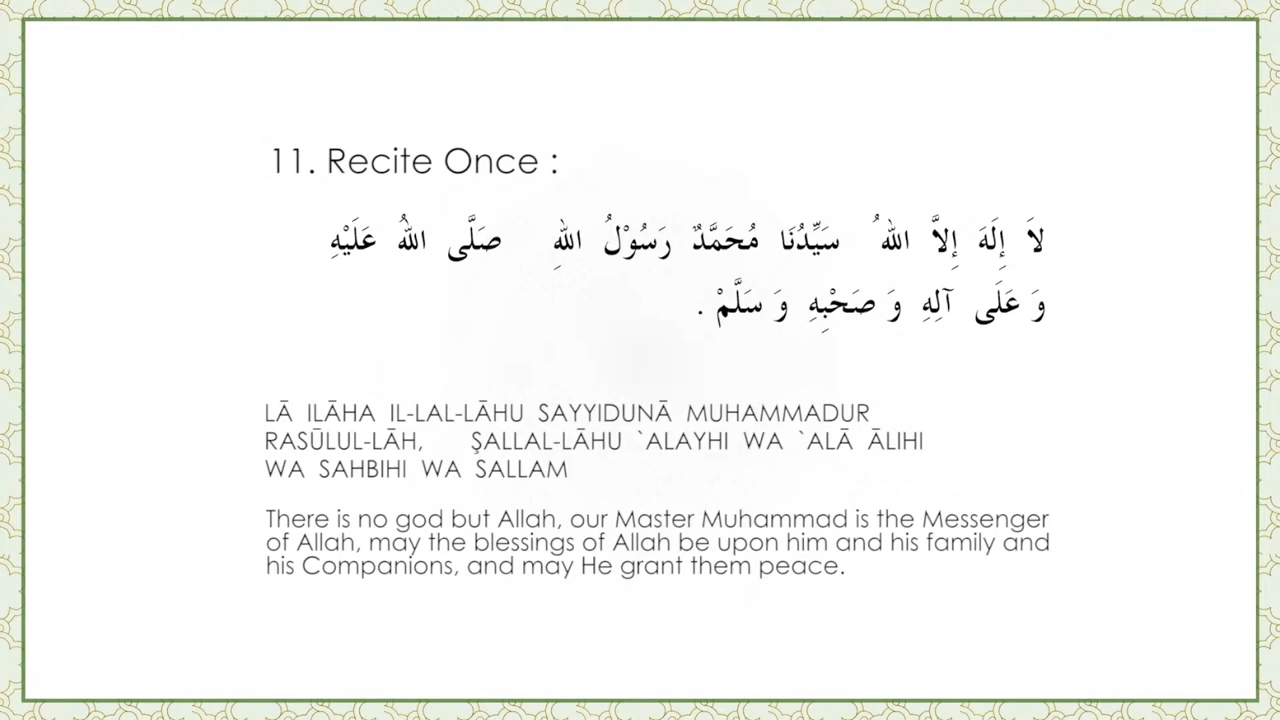 11. Recite Once :
لاَ إِلَهَ إِلاَّ اللهُ سَيِّدُنَا مُحَمَّدٌ رَسُوْلُ اللهِ صَلَّى اللهُ عَلَيْهِ
وَ عَلَى آلِهِ وَ صَحْبِهِ وَ سَلَّمْ .
LĀ ILĀHA IL-LAL-LĀHU SAYYIDUNĀ MUHAMMADUR
RASŪLUL-LĀH, ŞALLAL-LĀHU `ALAYHI WA `ALĀ ĀLIHI
WA SAHBIHI WA SALLAM
There is no god but Allah, our Master Muhammad is the Messenger
of Allah, may the blessings of Allah be upon him and his family and
his Companions, and may He grant them peace.